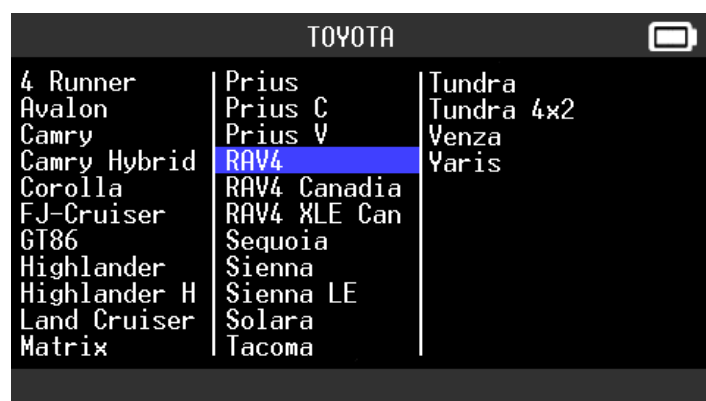 TOYOTA
4 Runner
Avalon
Camry
Camry Hybrid
Corolla
FJ-Cruiser
GT86
Highlander
Highlander H
Land Cruiser
Matrix
Prius
Prius C
Prius V
RAV4
RAV4 Canadia
RAV4 XLE Can
Sequoia
Sienna
Sienna LE
Solara
Tacoma
Tundra
Tundra 4x2
Venza
Yaris